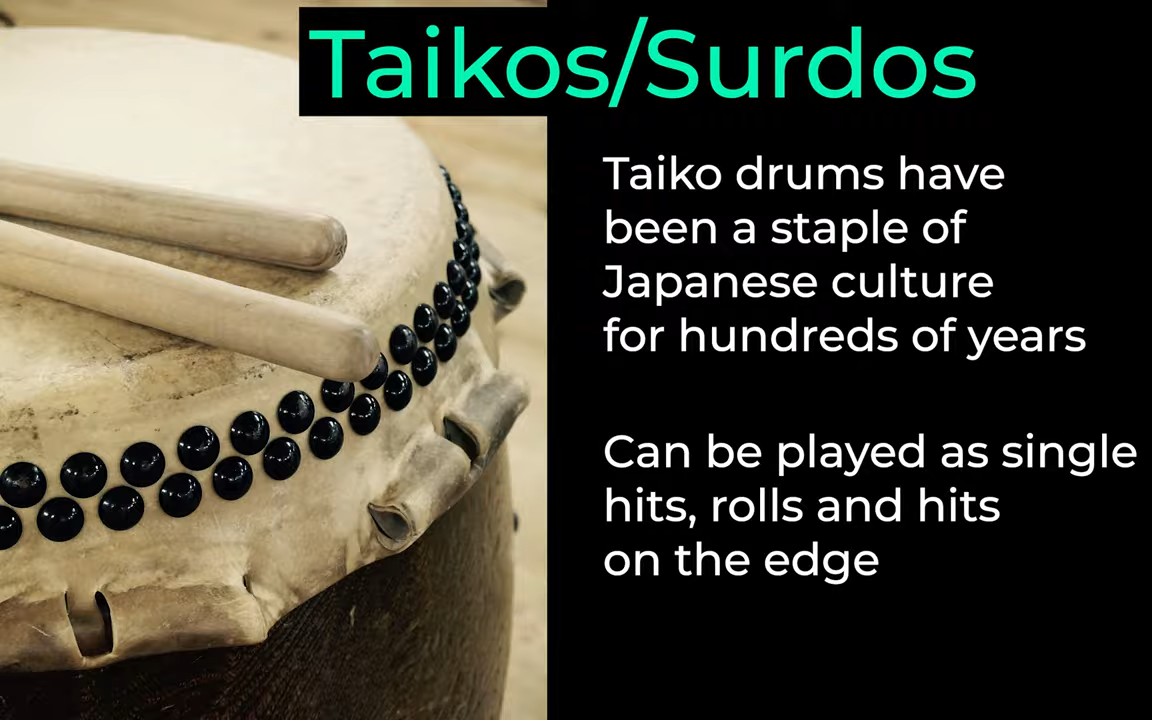 Taikos/Surdos
Taiko drums have
been a staple of
Japanese culture
for hundreds of years
Can be played as single
hits, rolls and hits
on the edge